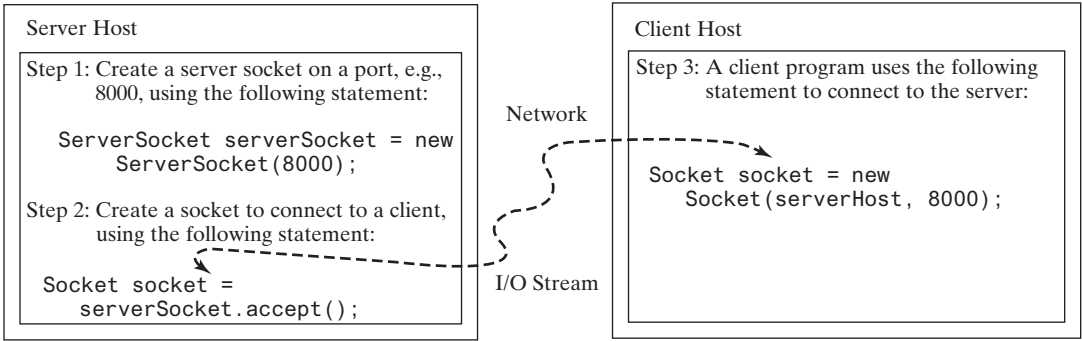 Server Host
Step 1: Create a server socket on a port, e.g.,
8000, using the following statement:
ServerSocket serverSocket = new
ServerSocket(8000);
Step 2: Create a socket to connect to a client,
using the following statement:
Socket socket =
serverSocket.accept();
Network
I/O Stream
Client Host
Step 3: A client program uses the following
statement to connect to the server:
Socket socket = new
Socket(serverHost, 8000);